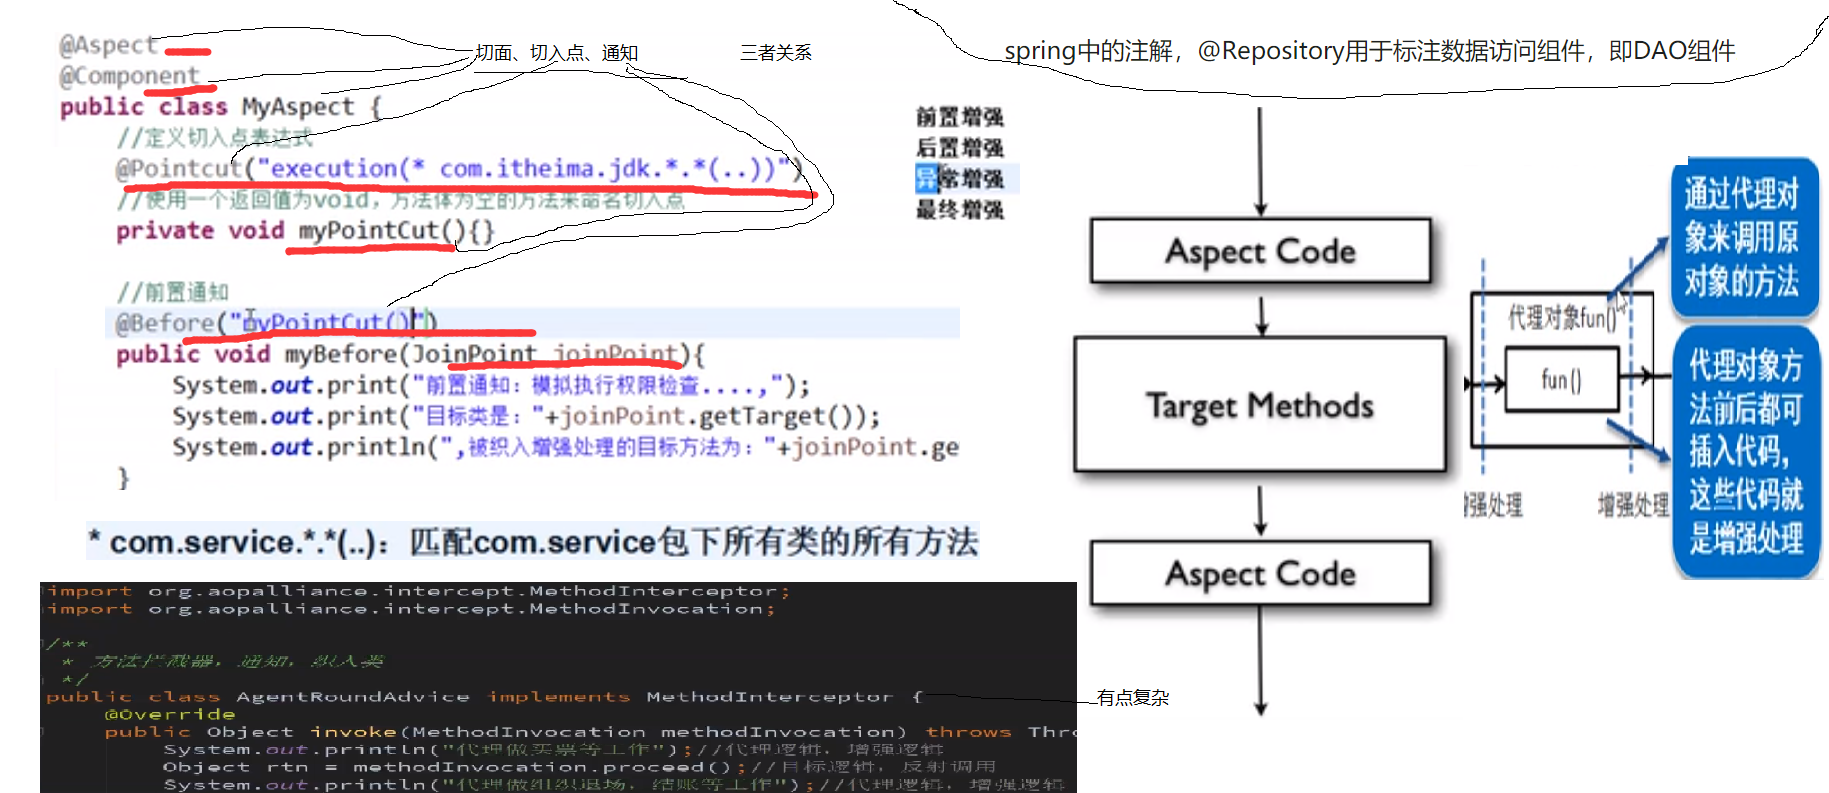 @Aspect
@Component
public class MyAspect {
//定义切入点表达式
@Pointcut("execution(* com.itheima.jdk.*.*(..))")
//使用一个返回值为void，方法体为空的方法来命名切入点
private void myPointCut(){}
//前置通知
@Before("myPointCut()")
public void myBefore(JoinPoint joinPoint){
System.out.print("前置通知：模拟执行权限检查....,");
System.out.print("目标类是："+joinPoint.getTarget());
System.out.println(",被织入增强处理的目标方法为："+joinPoint.ge
}
切面、切入点、通知 三者关系
spring中的注解，@Repository用于标注数据访问组件，即DAO组件
前置增强
后置增强
异常增强
最终增强
Aspect Code
Target Methods
Aspect Code
代理对象fun()
fun()
增强处理
增强处理
通过代理对
象来调用原
对象的方法
代理对象方
法前后都可
插入代码，
这些代码就
是增强处理
* com.service.*.*(..)：匹配com.service包下所有类的所有方法
import org.aopalliance.intercept.MethodInterceptor;
import org.aopalliance.intercept.MethodInvocation;
/**
* 方法拦截器，通知，织入类
*/
public class AgentRoundAdvice implements MethodInterceptor {
@Override
public Object invoke(MethodInvocation methodInvocation) throws Thro
System.out.println("代理做卖票等工作");//代理逻辑，增强逻辑
Object rtn = methodInvocation.proceed();//目标逻辑，反射调用
System.out.println("代理做组织退场，结账等工作");//代理逻辑，增强逻辑
有点复杂